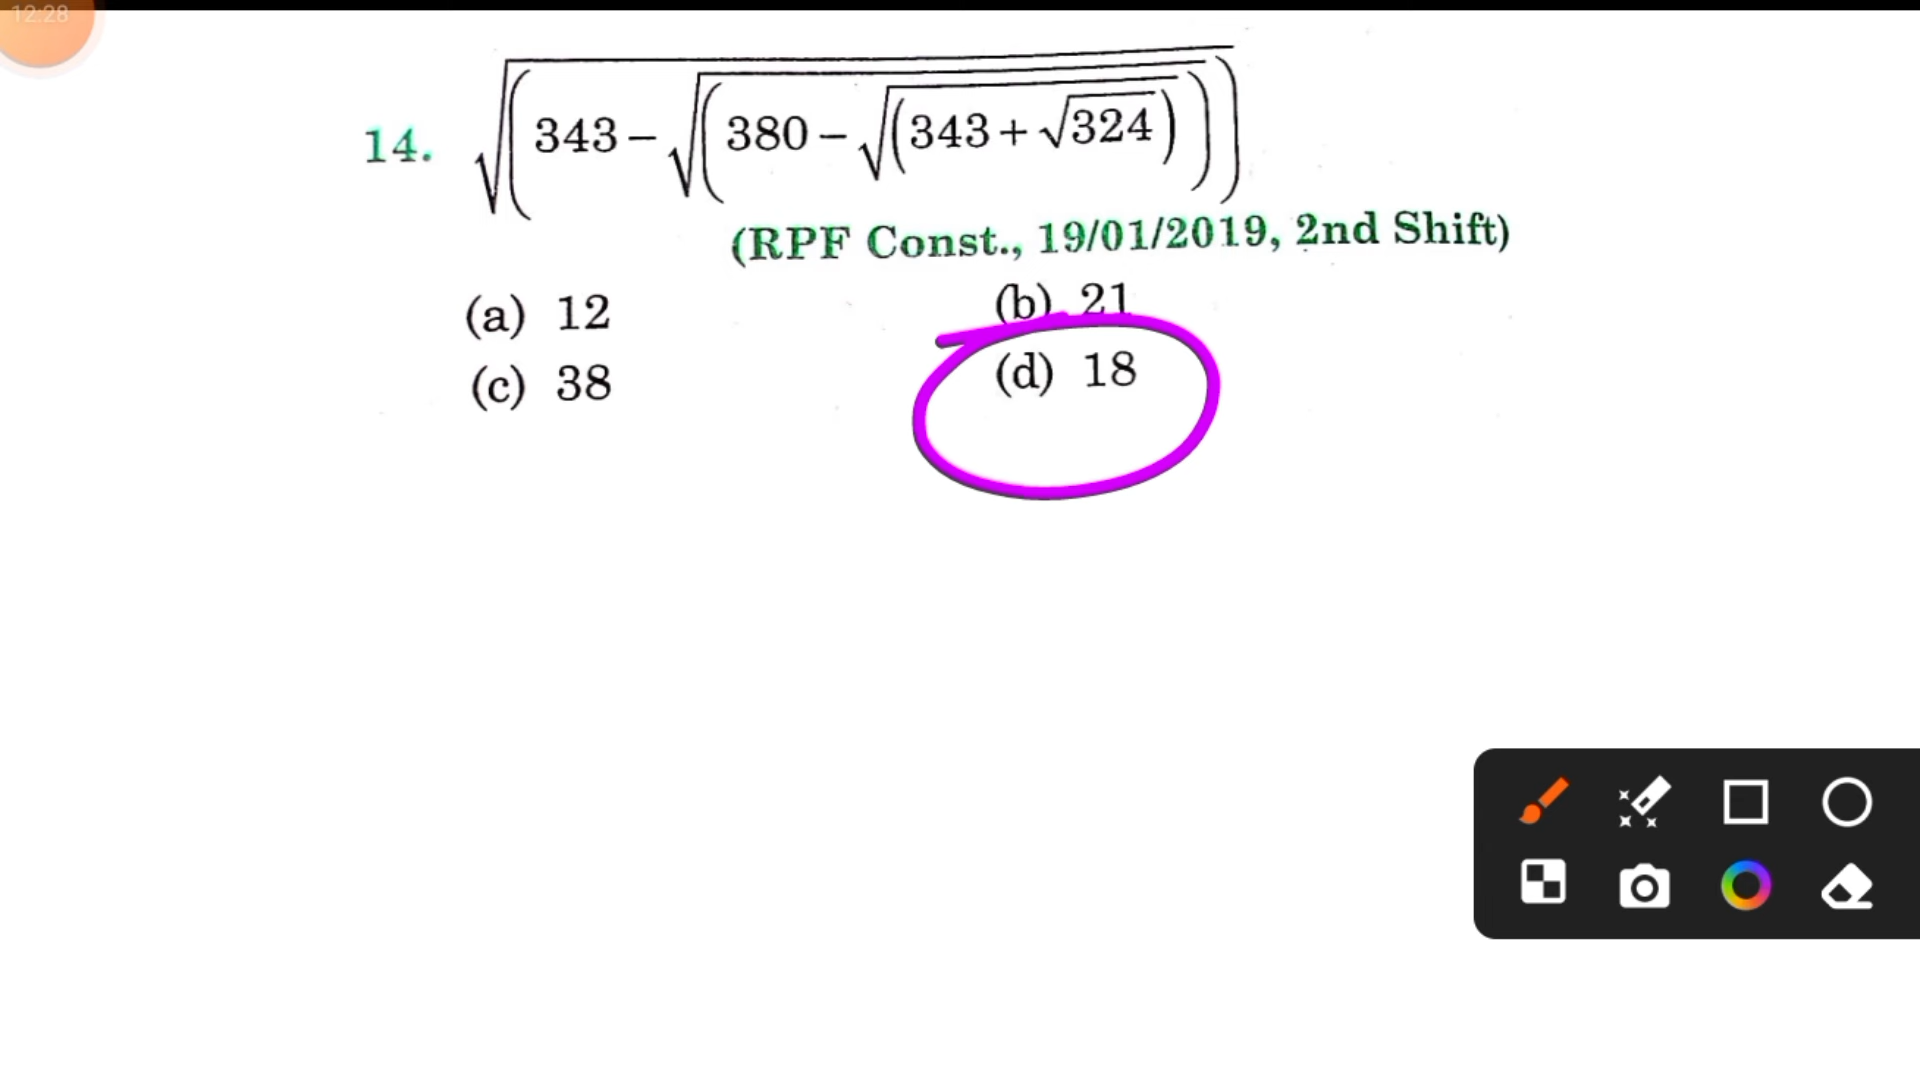 12:28
14. √(343 – √(380 – √(343 + √324)))
(RPF Const., 19/01/2019, 2nd Shift)
(a) 12 (b) 21
(c) 38 (d) 18